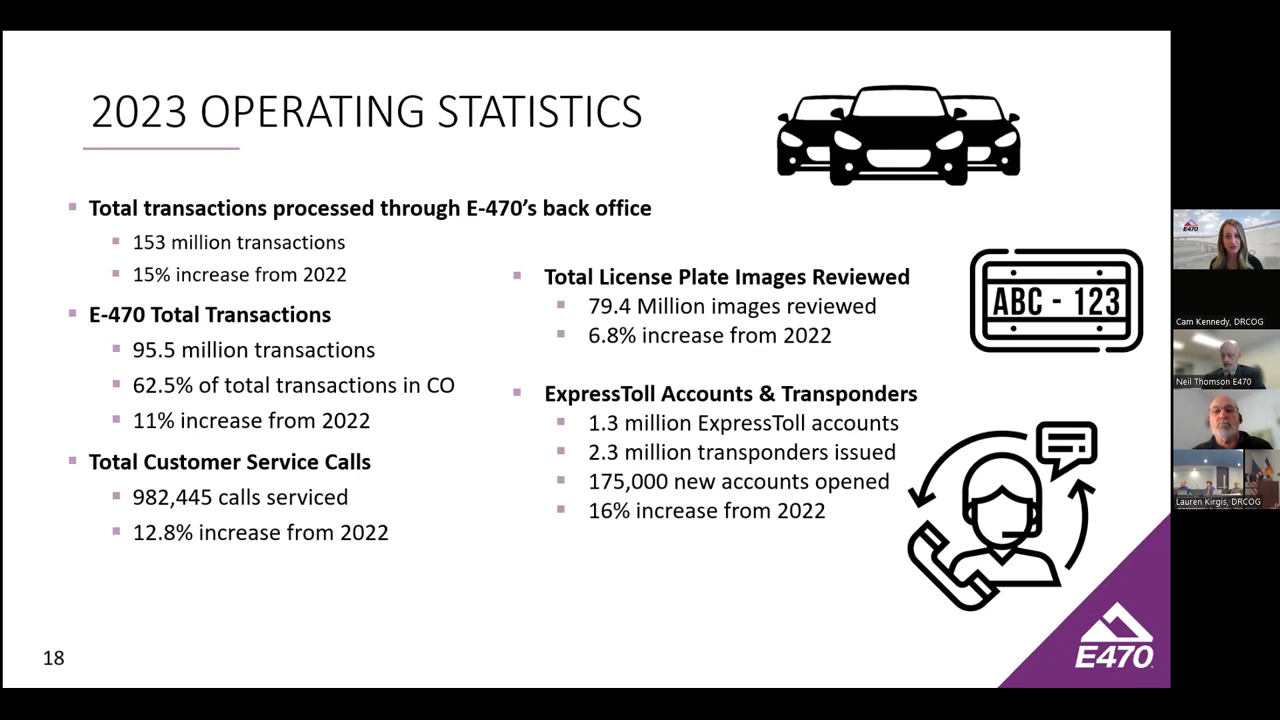 2023 OPERATING STATISTICS
Total transactions processed through E-470's back office
153 million transactions
15% increase from 2022
E-470 Total Transactions
95.5 million transactions
62.5% of total transactions in CO
11% increase from 2022
Total Customer Service Calls
982,445 calls serviced
12.8% increase from 2022
Total License Plate Images Reviewed
79.4 Million images reviewed
6.8% increase from 2022
ExpressToll Accounts & Transponders
1.3 million ExpressToll accounts
2.3 million transponders issued
175,000 new accounts opened
16% increase from 2022
ABC - 123
18
E470
E470
Cam Kennedy, DRCOG
Neil Thomson E470
Lauren Kirgis, DRCOG